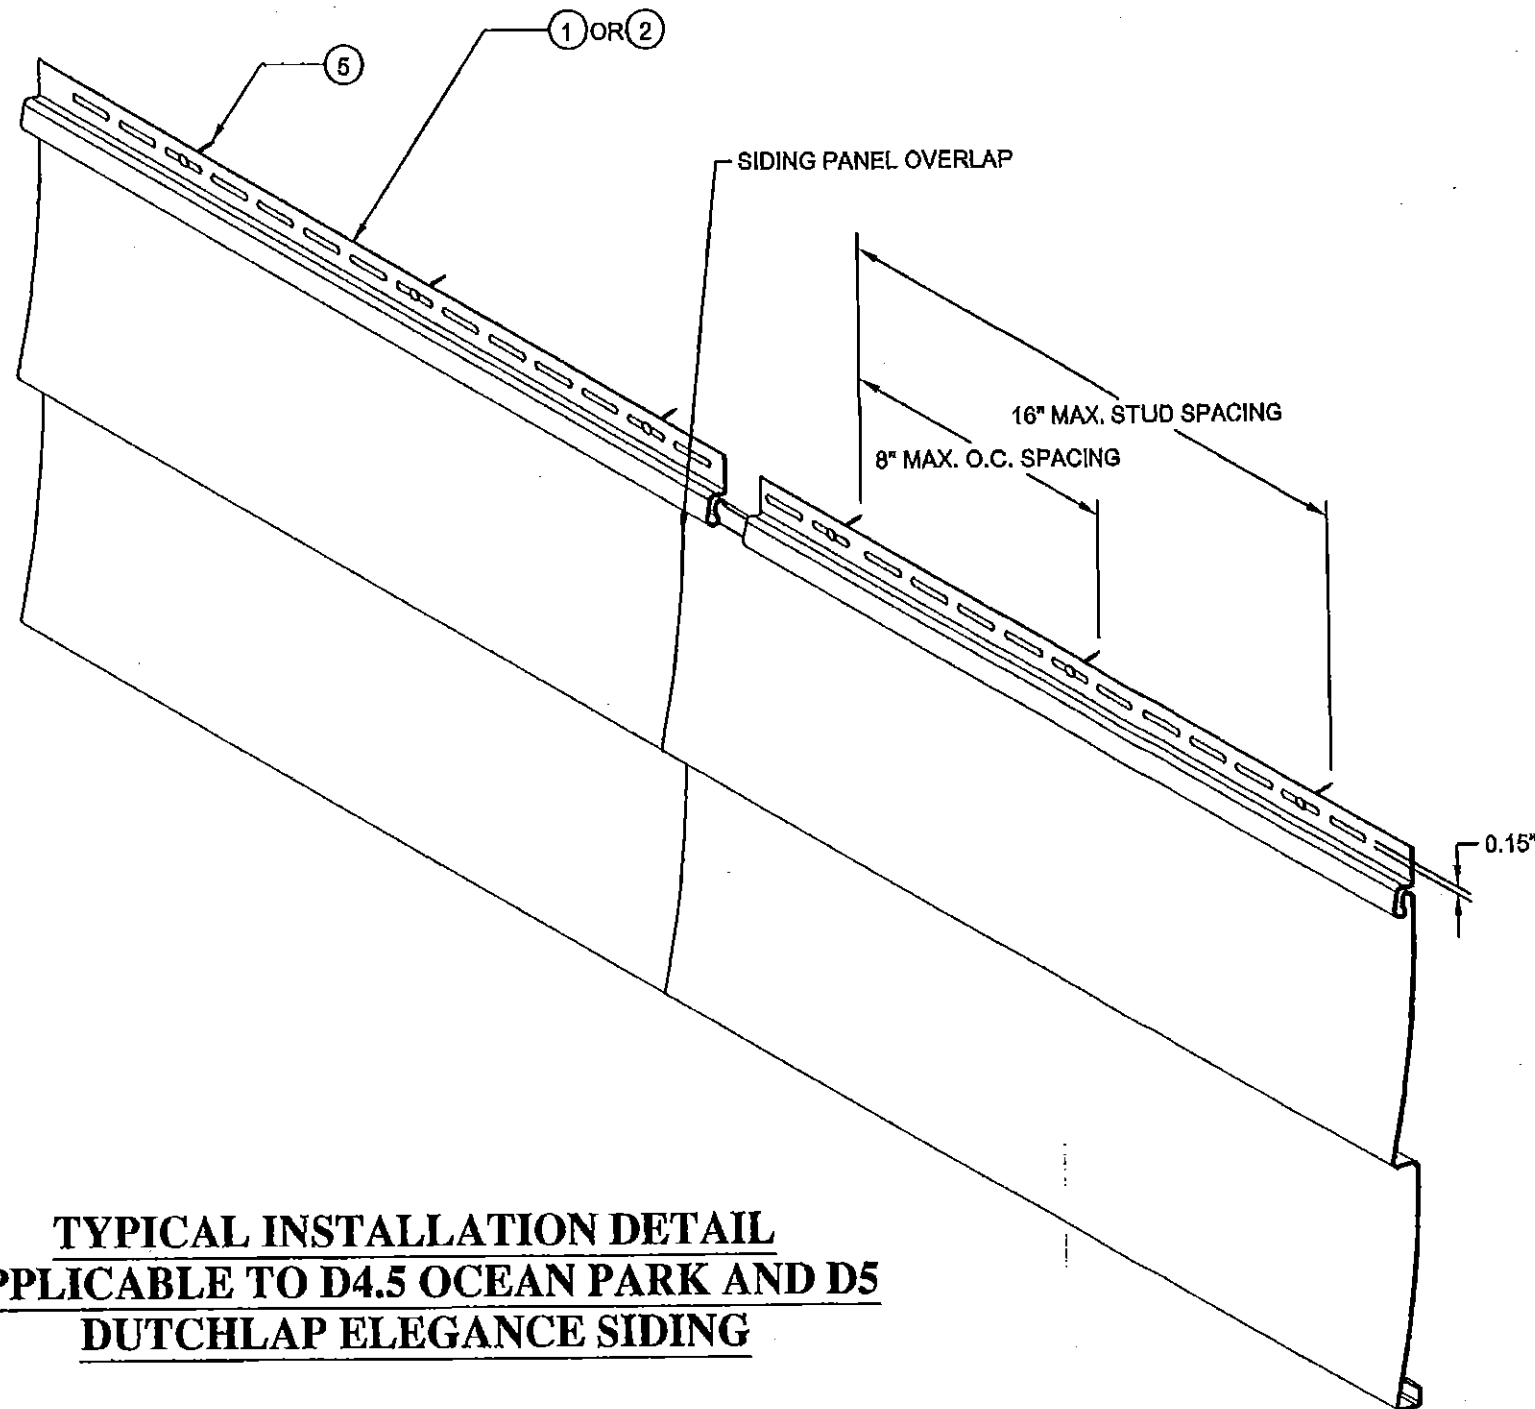 1 OR 2
5
SIDING PANEL OVERLAP
16" MAX. STUD SPACING
8" MAX. O.C. SPACING
0.15"
TYPICAL INSTALLATION DETAIL
PPLICABLE TO D4.5 OCEAN PARK AND D5
DUTCHLAP ELEGANCE SIDING